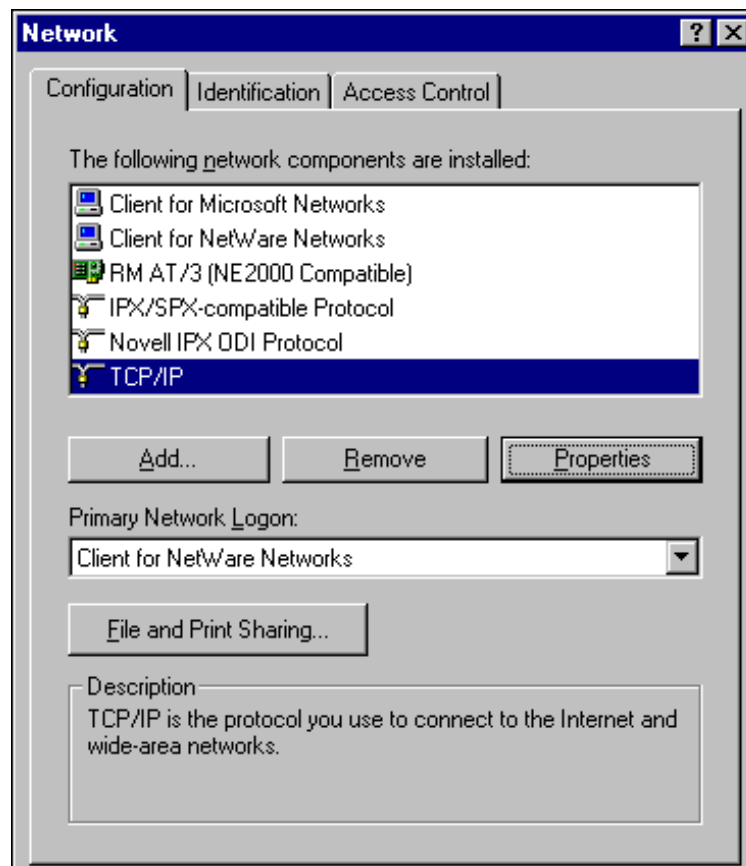 Network
Configuration
Identification
Access Control
The following network components are installed:
Client for Microsoft Networks
Client for NetWare Networks
RM AT/3 (NE2000 Compatible)
IPX/SPX-compatible Protocol
Novell IPX ODI Protocol
TCP/IP
Add...
Remove
Properties
Primary Network Logon:
Client for NetWare Networks
File and Print Sharing...
Description
TCP/IP is the protocol you use to connect to the Internet and
wide-area networks.